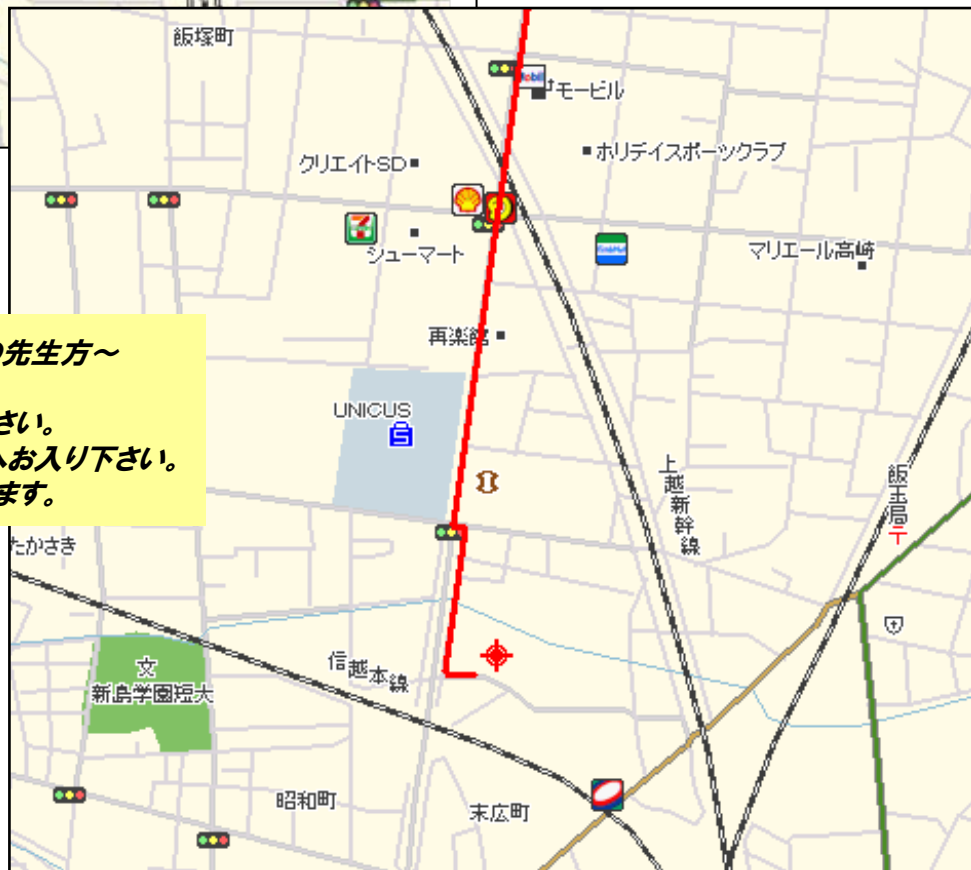 飯塚町
Mobil
モービル
クリエイトSD
ホリデイスポーツクラブ
シューマート
マリエール高崎
再楽館
の先生方～
さい。
へお入り下さい。
ます。
UNICUS
S
上越新幹線
飯玉局
〒
たかさき
文
新島学園短大
信越本線
昭和町
末広町